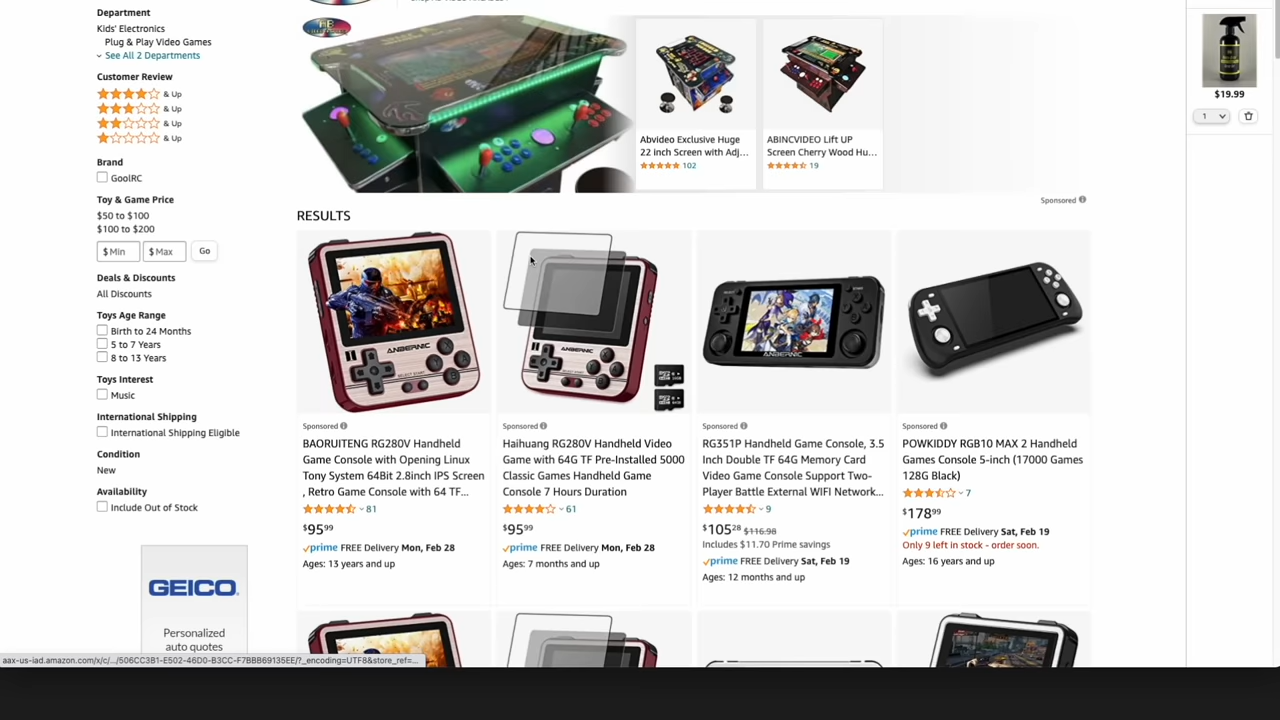 Department
Kids' Electronics
Plug & Play Video Games
See All 2 Departments
Customer Review
& Up
& Up
& Up
& Up
Brand
GoolRC
Toy & Game Price
$50 to $100
$100 to $200
$ Min
$ Max
Go
Deals & Discounts
All Discounts
Toys Age Range
Birth to 24 Months
5 to 7 Years
8 to 13 Years
Toys Interest
Music
International Shipping
International Shipping Eligible
Condition
New
Availability
Include Out of Stock
GEICO.
Personalized
auto quotes
aax-us-iad.amazon.com/x/c/.../506CC3B1-E502-46D0-B3CC-F7BBB69135EE/?_encoding=UTF8&store_ref=...
Abvideo Exclusive Huge
22 inch Screen with Adj...
102
ABINCVIDEO Lift UP
Screen Cherry Wood Hu...
19
Sponsored
RESULTS
ANBERNIC
SELECT START
Sponsored
BAORUITENG RG280V Handheld
Game Console with Opening Linux
Tony System 64Bit 2.8inch IPS Screen
, Retro Game Console with 64 TF...
81
$9599
prime FREE Delivery Mon, Feb 28
Ages: 13 years and up
ANBERNIC
Sponsored
Haihuang RG280V Handheld Video
Game with 64G TF Pre-Installed 5000
Classic Games Handheld Game
Console 7 Hours Duration
61
$9599
prime FREE Delivery Mon, Feb 28
Ages: 7 months and up
ANBERNIC
Sponsored
RG351P Handheld Game Console, 3.5
Inch Double TF 64G Memory Card
Video Game Console Support Two-
Player Battle External WIFI Network...
9
$10528 $116.98
Includes $11.70 Prime savings
prime FREE Delivery Sat, Feb 19
Ages: 12 months and up
Sponsored
POWKIDDY RGB10 MAX 2 Handheld
Games Console 5-inch (17000 Games
128G Black)
7
$17899
prime FREE Delivery Sat, Feb 19
Only 9 left in stock - order soon.
Ages: 16 years and up
$19.99
1